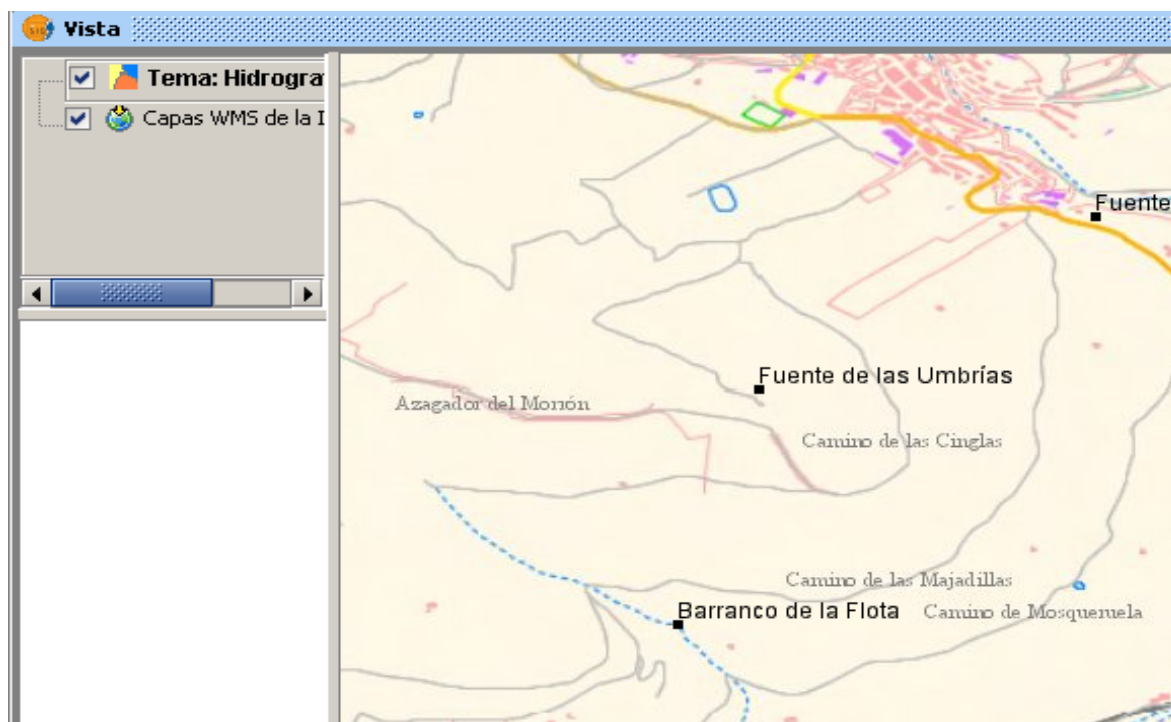 Vista
Tema: Hidrogra
Capas WMS de la I
Fuente
Fuente de las Umbrías
Azagador del Morrón
Camino de las Cinglas
Camino de las Majadillas
Barranco de la Flota
Camino de Mosqueruela